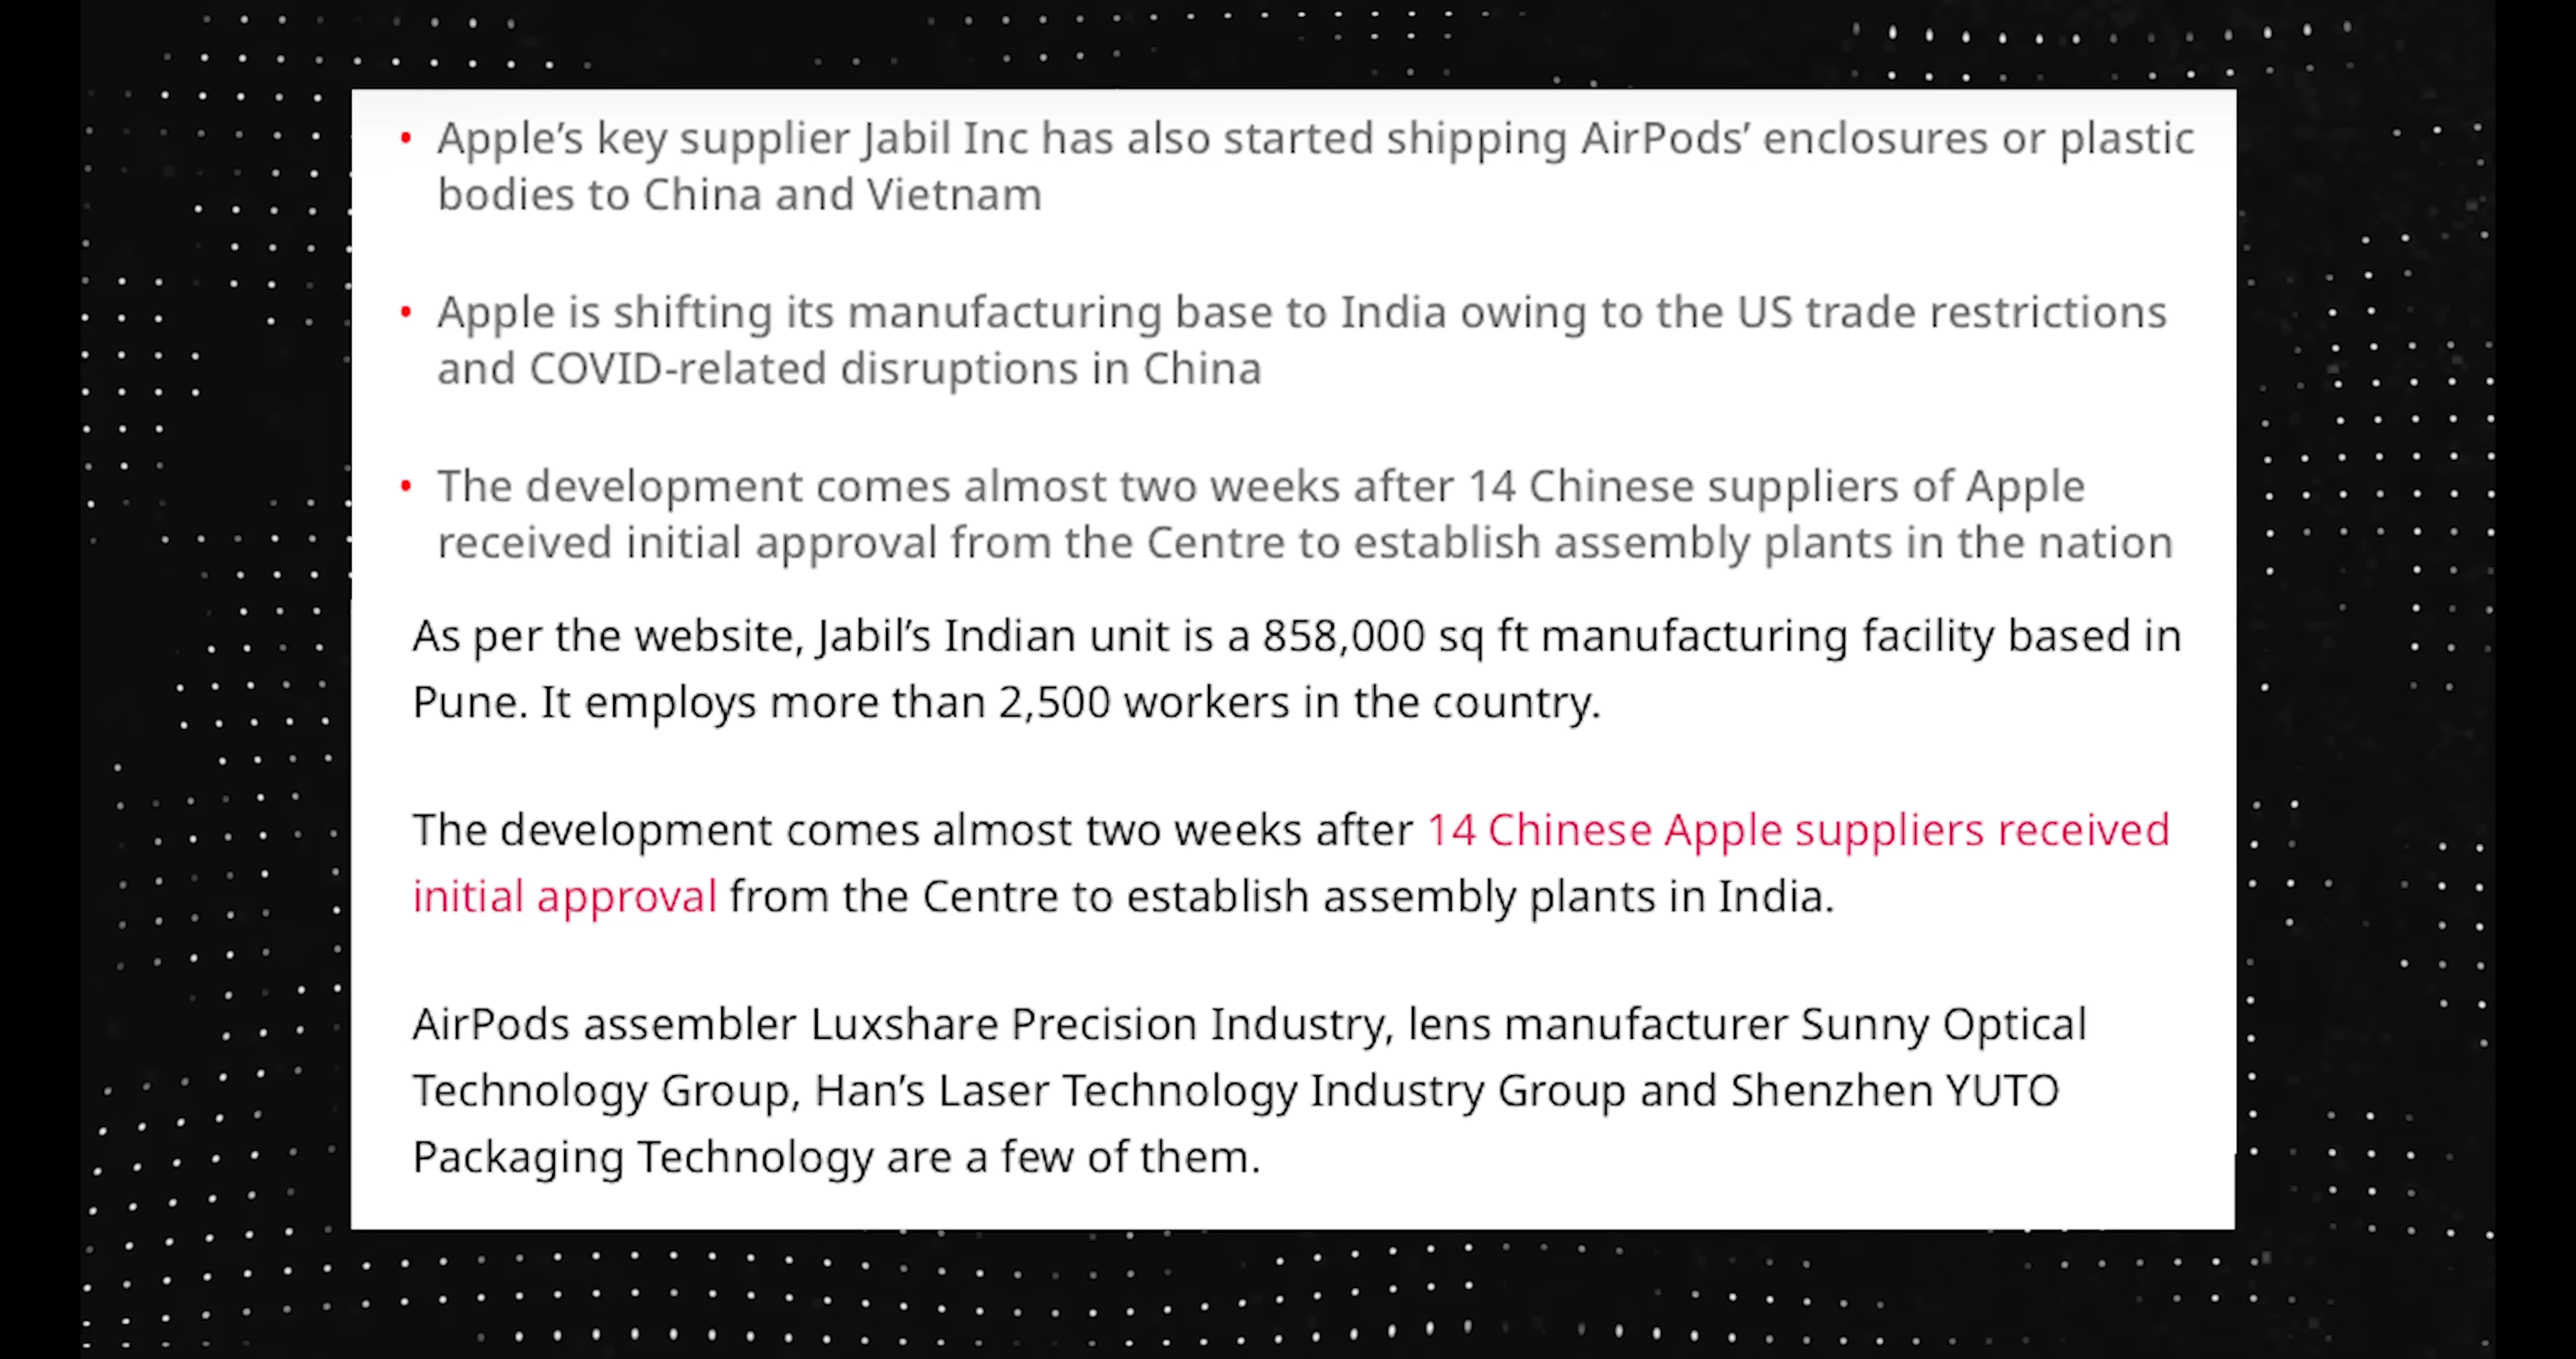 • Apple’s key supplier Jabil Inc has also started shipping AirPods’ enclosures or plastic
bodies to China and Vietnam
• Apple is shifting its manufacturing base to India owing to the US trade restrictions
and COVID-related disruptions in China
• The development comes almost two weeks after 14 Chinese suppliers of Apple
received initial approval from the Centre to establish assembly plants in the nation
As per the website, Jabil’s Indian unit is a 858,000 sq ft manufacturing facility based in
Pune. It employs more than 2,500 workers in the country.
The development comes almost two weeks after 14 Chinese Apple suppliers received
initial approval from the Centre to establish assembly plants in India.
AirPods assembler Luxshare Precision Industry, lens manufacturer Sunny Optical
Technology Group, Han’s Laser Technology Industry Group and Shenzhen YUTO
Packaging Technology are a few of them.